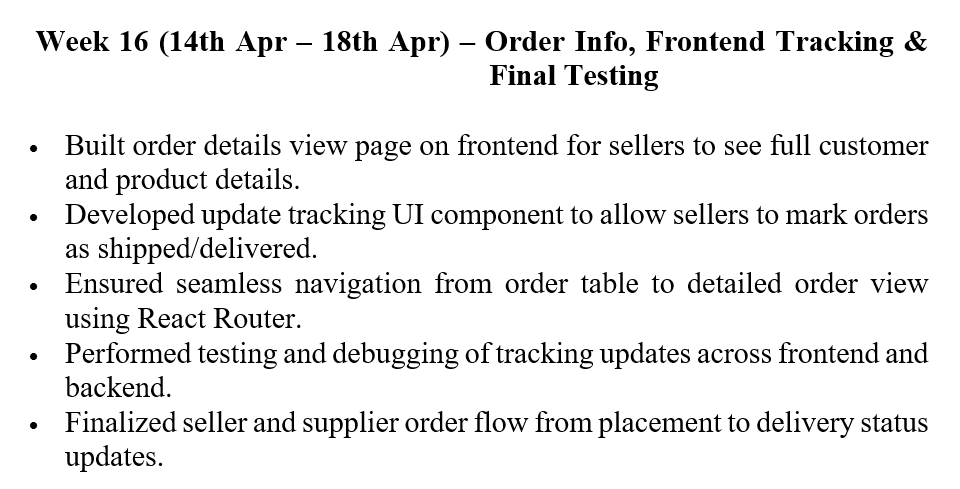 Week 16 (14th Apr – 18th Apr) – Order Info, Frontend Tracking &
Final Testing
• Built order details view page on frontend for sellers to see full customer
and product details.
• Developed update tracking UI component to allow sellers to mark orders
as shipped/delivered.
• Ensured seamless navigation from order table to detailed order view
using React Router.
• Performed testing and debugging of tracking updates across frontend and
backend.
• Finalized seller and supplier order flow from placement to delivery status
updates.